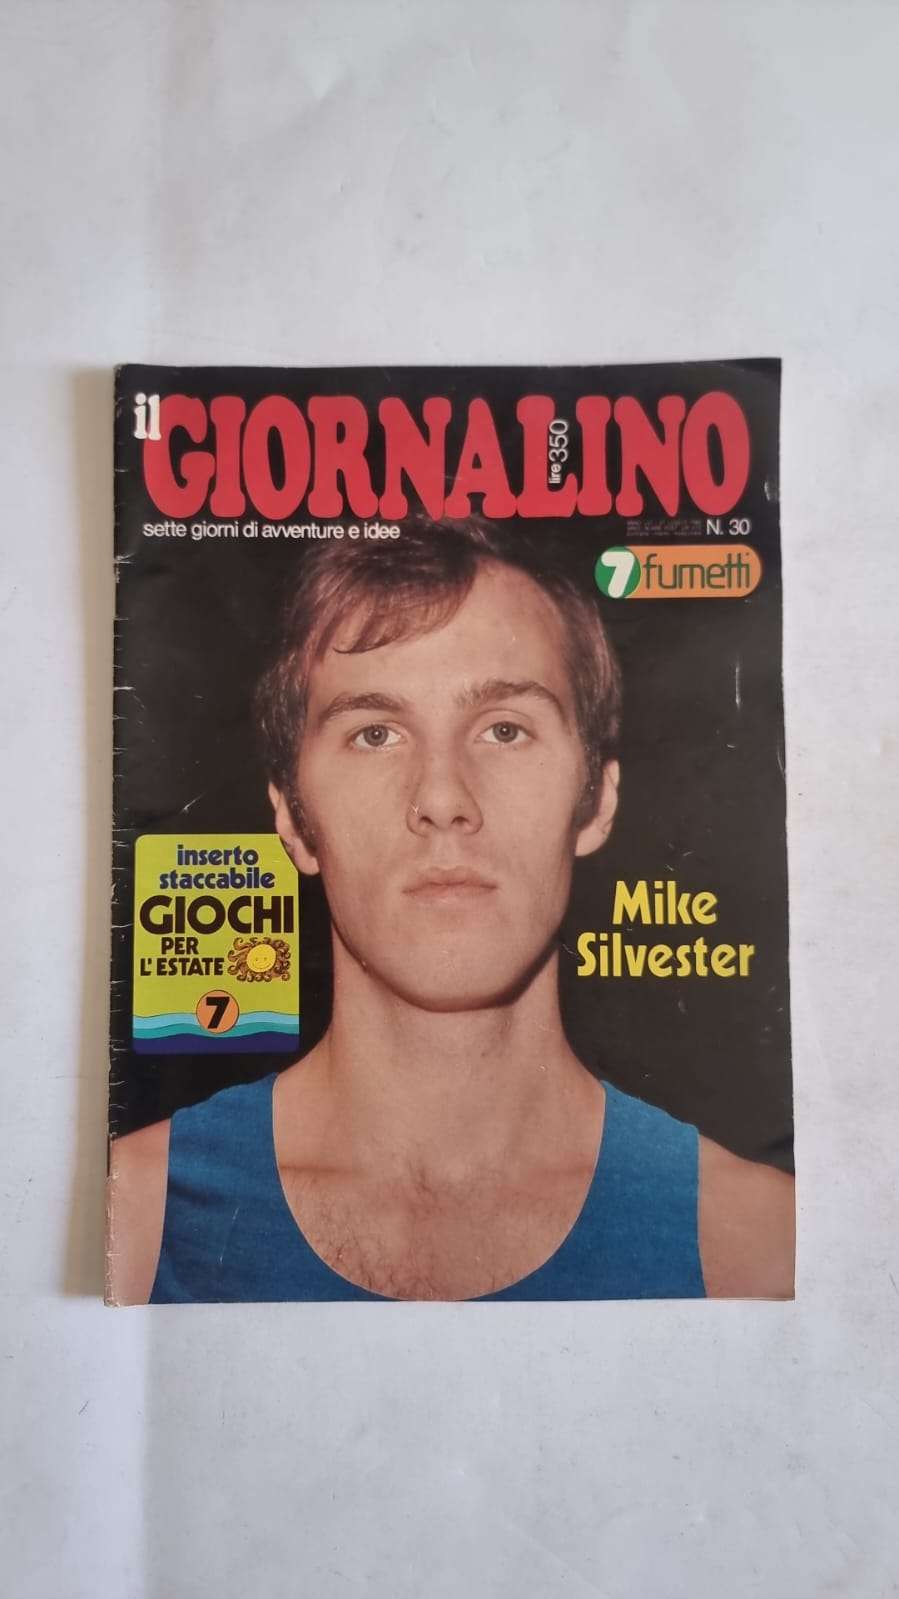 il GIORNALINO
lire 350
sette giorni di avventure e idee
N. 30
7 fumetti
inserto
staccabile
GIOCHI
PER
L'ESTATE
7
Mike
Silvester